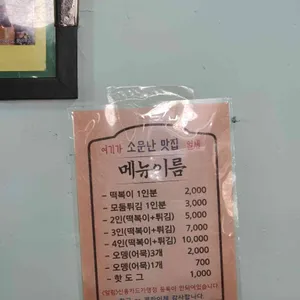 여기가 소문난 맛집 일세
메뉴이름
- 떡볶이 1인분 2,000
- 모듬튀김 1인분 3,000
- 2인(떡볶이+튀김) 5,000
- 3인(떡볶이+튀김) 7,000
- 4인(떡볶이+튀김) 10,000
- 오뎅(어묵)3개 2,000
- 오뎅(어묵)1개 700
- 핫 도 그 1,000